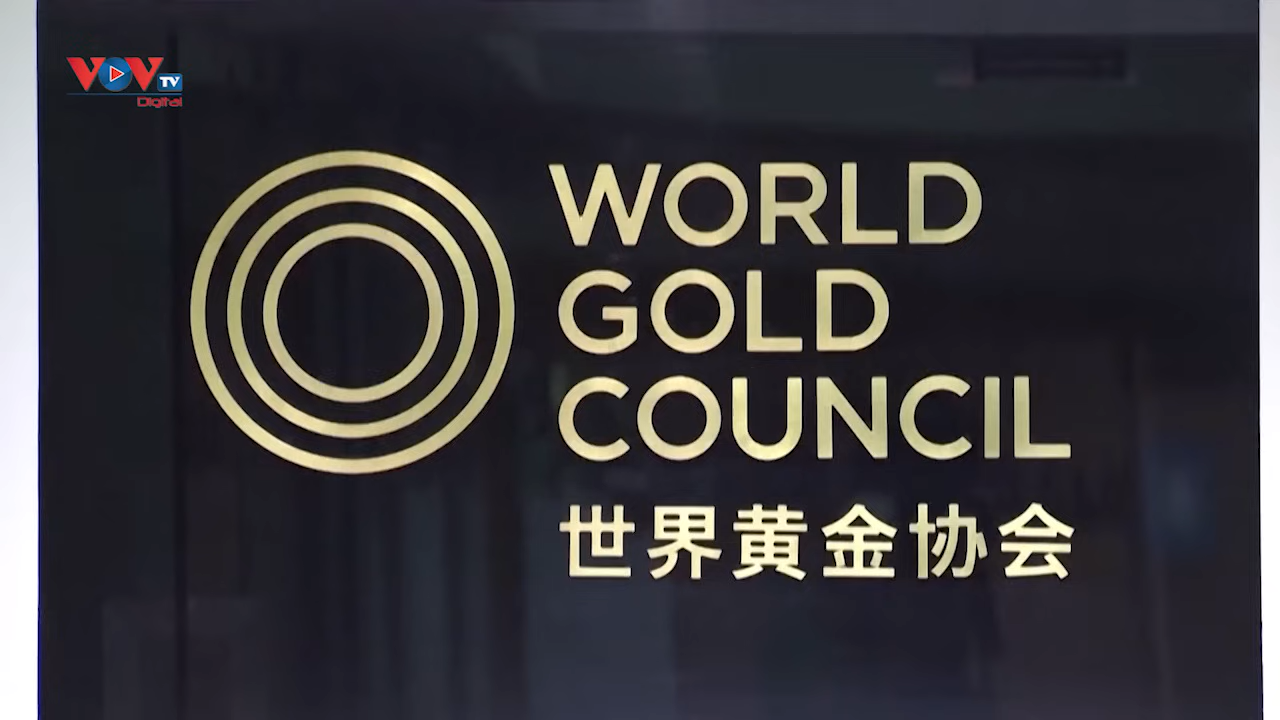 VOV TV
Digital
WORLD
GOLD
COUNCIL
世界黄金协会